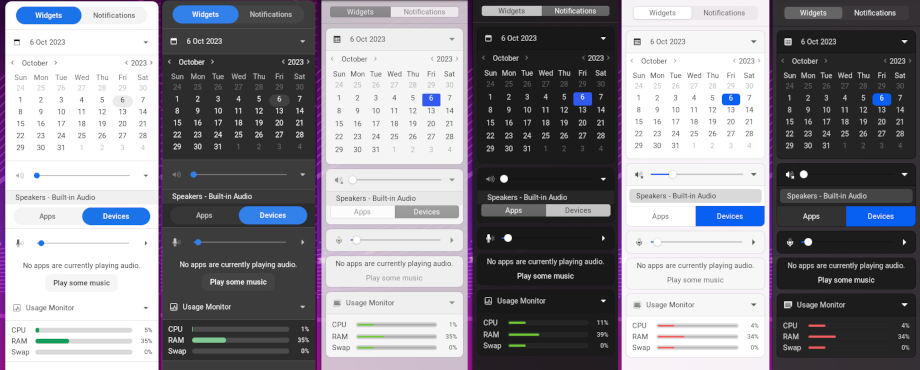 Widgets Notifications
6 Oct 2023
October 2023
Sun Mon Tue Wed Thu Fri Sat
24 25 26 27 28 29 30
1 2 3 4 5 6 7
8 9 10 11 12 13 14
15 16 17 18 19 20 21
22 23 24 25 26 27 28
29 30 31 1 2 3 4
Speakers - Built-in Audio
Apps Devices
No apps are currently playing audio.
Play some music
Usage Monitor
CPU 5%
RAM 35%
Swap 0%
Widgets Notifications
6 Oct 2023
October 2023
Sun Mon Tue Wed Thu Fri Sat
24 25 26 27 28 29 30
1 2 3 4 5 6 7
8 9 10 11 12 13 14
15 16 17 18 19 20 21
22 23 24 25 26 27 28
29 30 31 1 2 3 4
Speakers - Built-in Audio
Apps Devices
No apps are currently playing audio.
Play some music
Usage Monitor
CPU 1%
RAM 35%
Swap 0%
Widgets Notifications
6 Oct 2023
October 2023
Sun Mon Tue Wed Thu Fri Sat
24 25 26 27 28 29 30
1 2 3 4 5 6 7
8 9 10 11 12 13 14
15 16 17 18 19 20 21
22 23 24 25 26 27 28
29 30 31 1 2 3 4
Speakers - Built-in Audio
Apps Devices
No apps are currently playing audio.
Play some music
Usage Monitor
CPU 1%
RAM 35%
Swap 0%
Widgets Notifications
6 Oct 2023
October 2023
Sun Mon Tue Wed Thu Fri Sat
24 25 26 27 28 29 30
1 2 3 4 5 6 7
8 9 10 11 12 13 14
15 16 17 18 19 20 21
22 23 24 25 26 27 28
29 30 31 1 2 3 4
Speakers - Built-in Audio
Apps Devices
No apps are currently playing audio.
Play some music
Usage Monitor
CPU 11%
RAM 39%
Swap 0%
Widgets Notifications
6 Oct 2023
October 2023
Sun Mon Tue Wed Thu Fri Sat
24 25 26 27 28 29 30
1 2 3 4 5 6 7
8 9 10 11 12 13 14
15 16 17 18 19 20 21
22 23 24 25 26 27 28
29 30 31 1 2 3 4
Speakers - Built-in Audio
Apps Devices
No apps are currently playing audio.
Play some music
Usage Monitor
CPU 4%
RAM 34%
Swap 0%
Widgets Notifications
6 Oct 2023
October 2023
Sun Mon Tue Wed Thu Fri Sat
24 25 26 27 28 29 30
1 2 3 4 5 6 7
8 9 10 11 12 13 14
15 16 17 18 19 20 21
22 23 24 25 26 27 28
29 30 31 1 2 3 4
Speakers - Built-in Audio
Apps Devices
No apps are currently playing audio.
Play some music
Usage Monitor
CPU 4%
RAM 34%
Swap 0%